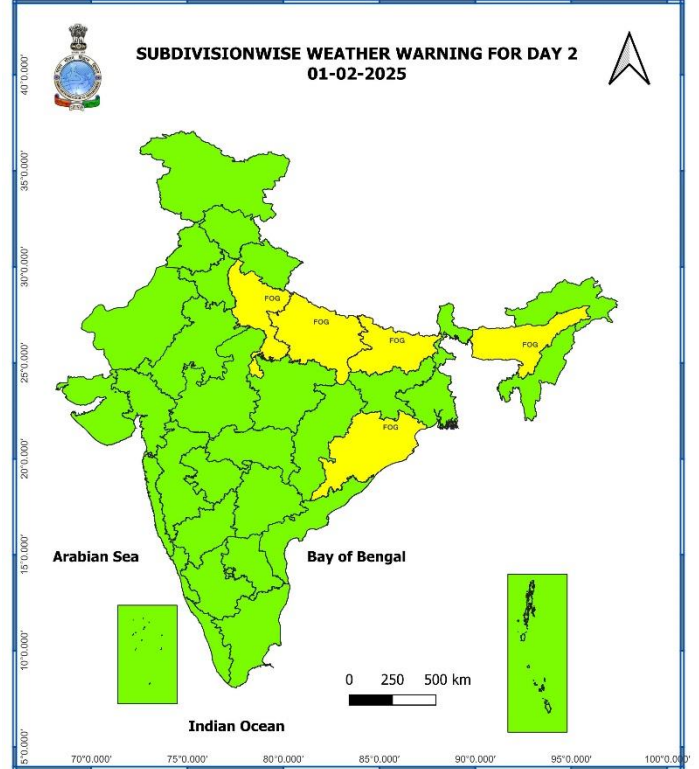 SUBDIVISIONWISE WEATHER WARNING FOR DAY 2
01-02-2025
40°0.000'
35°0.000'
30°0.000'
25°0.000'
20°0.000'
15°0.000'
10°0.000'
5°0.000'
FOG
FOG
FOG
FOG
FOG
Arabian Sea
Bay of Bengal
0 250 500 km
Indian Ocean
70°0.000' 75°0.000' 80°0.000' 85°0.000' 90°0.000' 95°0.000' 100°0.000'